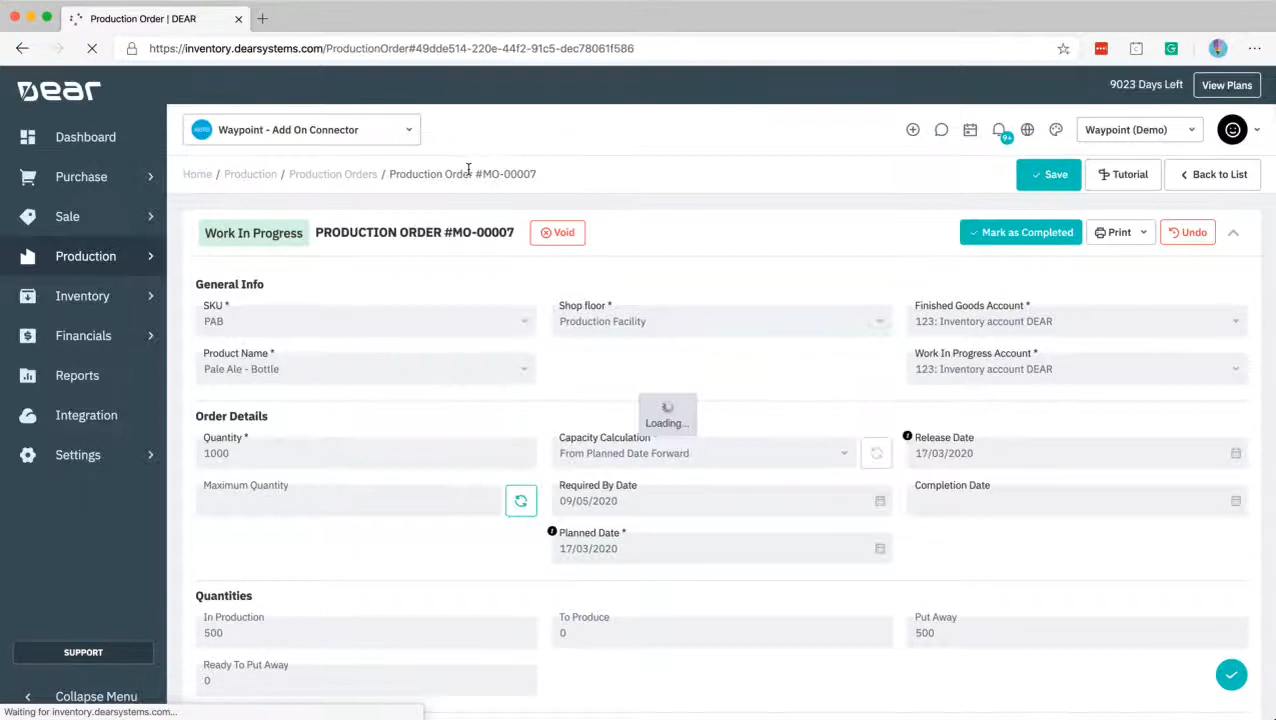 Production Order | DEAR
https://inventory.dearsystems.com/ProductionOrder#49dde514-220e-44f2-91c5-dec78061f586
Dear
9023 Days Left
View Plans
Waypoint - Add On Connector
9+
Waypoint (Demo)
Dashboard
Purchase
Sale
Production
Inventory
Financials
Reports
Integration
Settings
SUPPORT
Collapse Menu
Home / Production / Production Orders / Production Order #MO-00007
Save
Tutorial
Back to List
Work In Progress
PRODUCTION ORDER #MO-00007
Void
Mark as Completed
Print
Undo
General Info
SKU *
PAB
Shop floor *
Production Facility
Finished Goods Account *
123: Inventory account DEAR
Product Name *
Pale Ale - Bottle
Work In Progress Account *
123: Inventory account DEAR
Loading...
Order Details
Quantity *
1000
Capacity Calculation
From Planned Date Forward
Release Date
17/03/2020
Maximum Quantity
Required By Date
09/05/2020
Completion Date
Planned Date *
17/03/2020
Quantities
In Production
500
To Produce
0
Put Away
500
Ready To Put Away
0
Waiting for inventory.dearsystems.com...